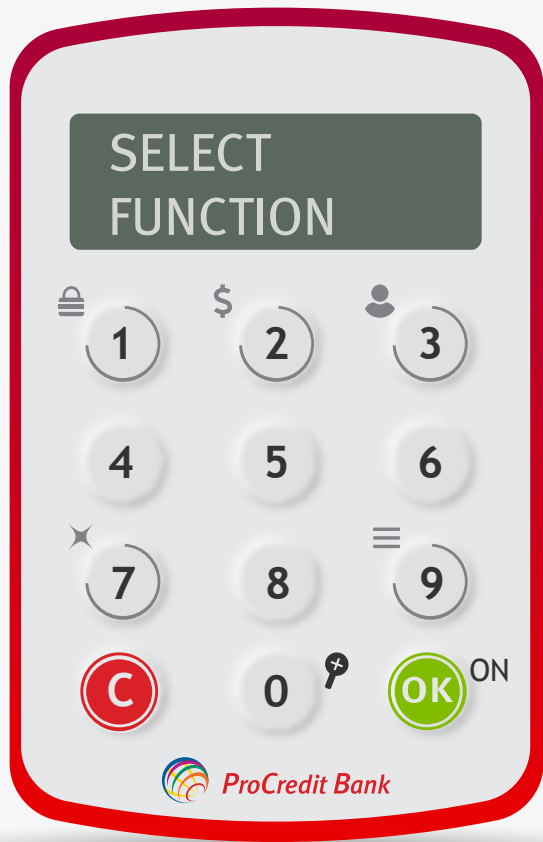 SELECT
FUNCTION
$
1 2 3
4 5 6
7 8 9
C 0 OK ON
ProCredit Bank